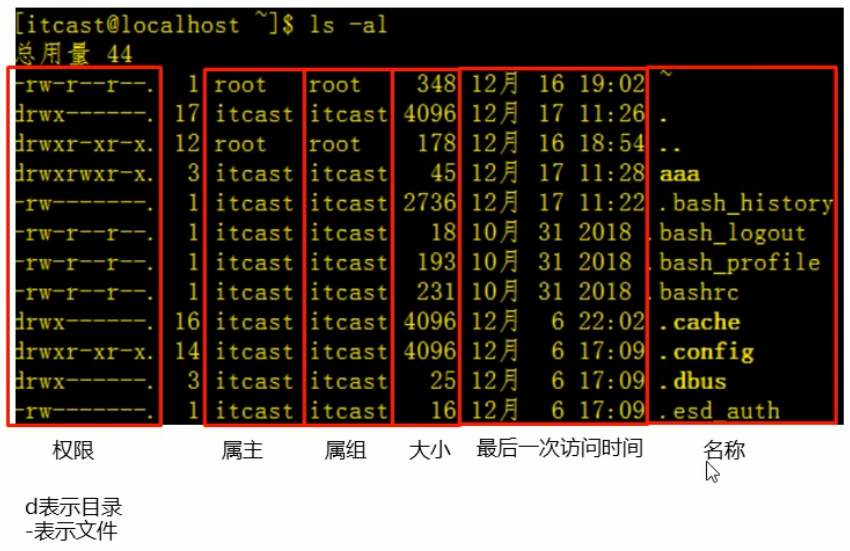 [itcast@localhost ~]$ ls -al
总用量 44
-rw-r--r--. 1 root root 348 12月 16 19:02 ~
drwx------. 17 itcast itcast 4096 12月 17 11:26 .
drwxr-xr-x. 12 root root 178 12月 16 18:54 ..
drwxrwxr-x. 3 itcast itcast 45 12月 17 11:28 aaa
-rw-------. 1 itcast itcast 2736 12月 17 11:22 .bash_history
-rw-r--r--. 1 itcast itcast 18 10月 31 2018 .bash_logout
-rw-r--r--. 1 itcast itcast 193 10月 31 2018 .bash_profile
-rw-r--r--. 1 itcast itcast 231 10月 31 2018 .bashrc
drwx------. 16 itcast itcast 4096 12月 6 22:02 .cache
drwxr-xr-x. 14 itcast itcast 4096 12月 6 17:09 .config
drwx------. 3 itcast itcast 25 12月 6 17:09 .dbus
-rw-------. 1 itcast itcast 16 12月 6 17:09 .esd_auth
权限 属主 属组 大小 最后一次访问时间 名称
d表示目录
-表示文件